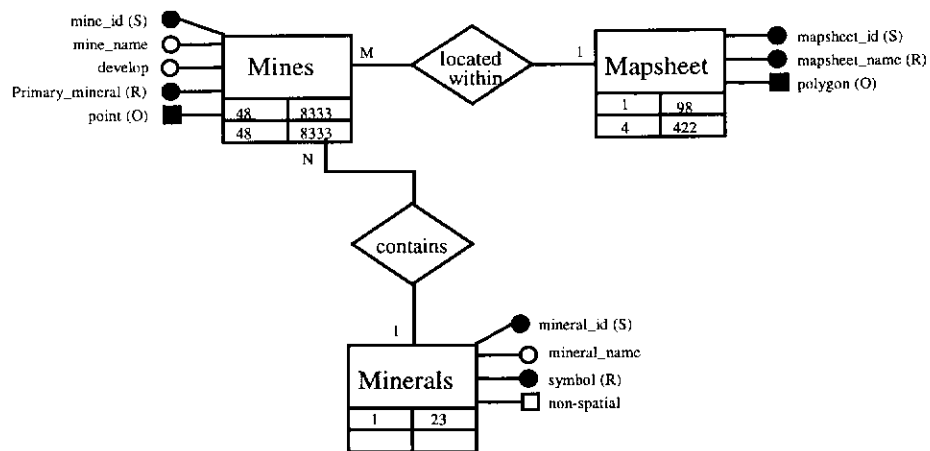 mine_id (S)
mine_name
develop
Primary_mineral (R)
point (O)
Mines
48 8333
48 8333
M
located
within
1
Mapsheet
1 98
4 422
mapsheet_id (S)
mapsheet_name (R)
polygon (O)
N
contains
1
Minerals
1 23
mineral_id (S)
mineral_name
symbol (R)
non-spatial